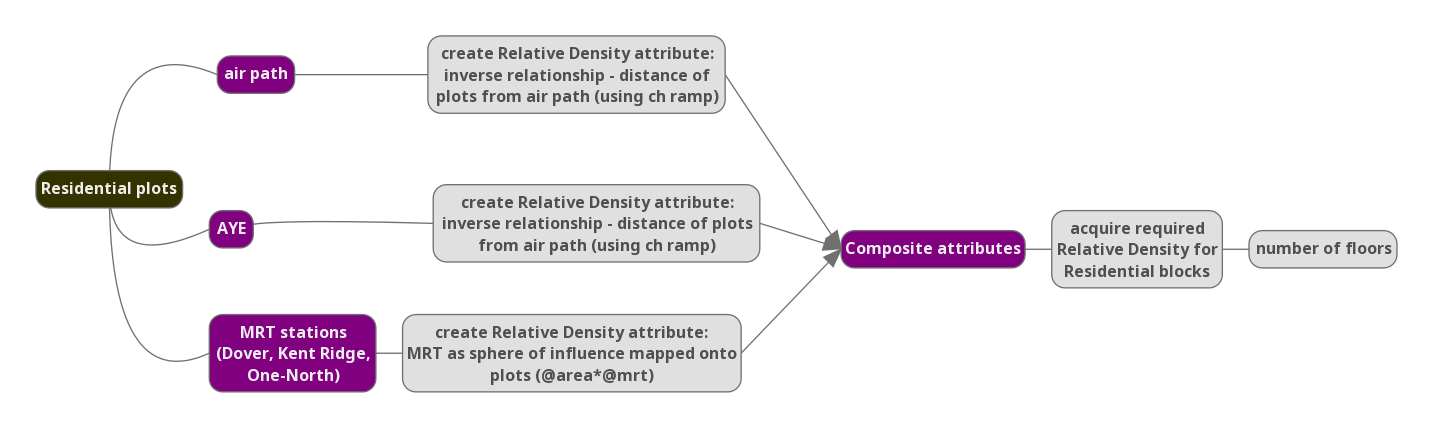 Residential plots
air path
create Relative Density attribute:
inverse relationship - distance of
plots from air path (using ch ramp)
AYE
create Relative Density attribute:
inverse relationship - distance of plots
from air path (using ch ramp)
MRT stations
(Dover, Kent Ridge,
One-North)
create Relative Density attribute:
MRT as sphere of influence mapped onto
plots (@area*@mrt)
Composite attributes
acquire required
Relative Density for
Residential blocks
number of floors